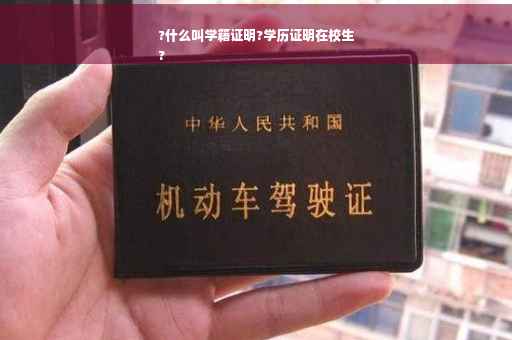 ?什么叫学籍证明?学历证明在校生
?
中华人民共和国
机动车驾驶证